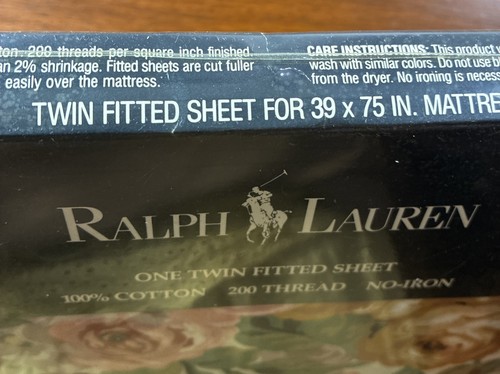 ton. 200 threads per square inch finished.
an 2% shrinkage. Fitted sheets are cut fuller
easily over the mattress.
CARE INSTRUCTIONS: This product
wash with similar colors. Do not use
from the dryer. No ironing is
TWIN FITTED SHEET FOR 39 x 75 IN. MATTRE
RALPH LAUREN
ONE TWIN FITTED SHEET
100% COTTON 200 THREAD NO-IRON